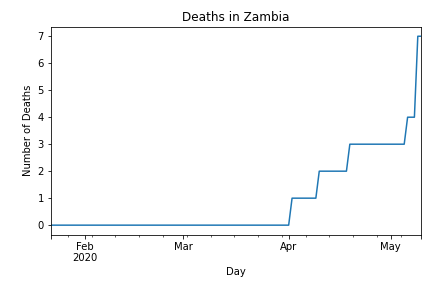 Deaths in Zambia
Number of Deaths
7
6
5
4
3
2
1
0
Feb
2020
Mar
Apr
May
Day